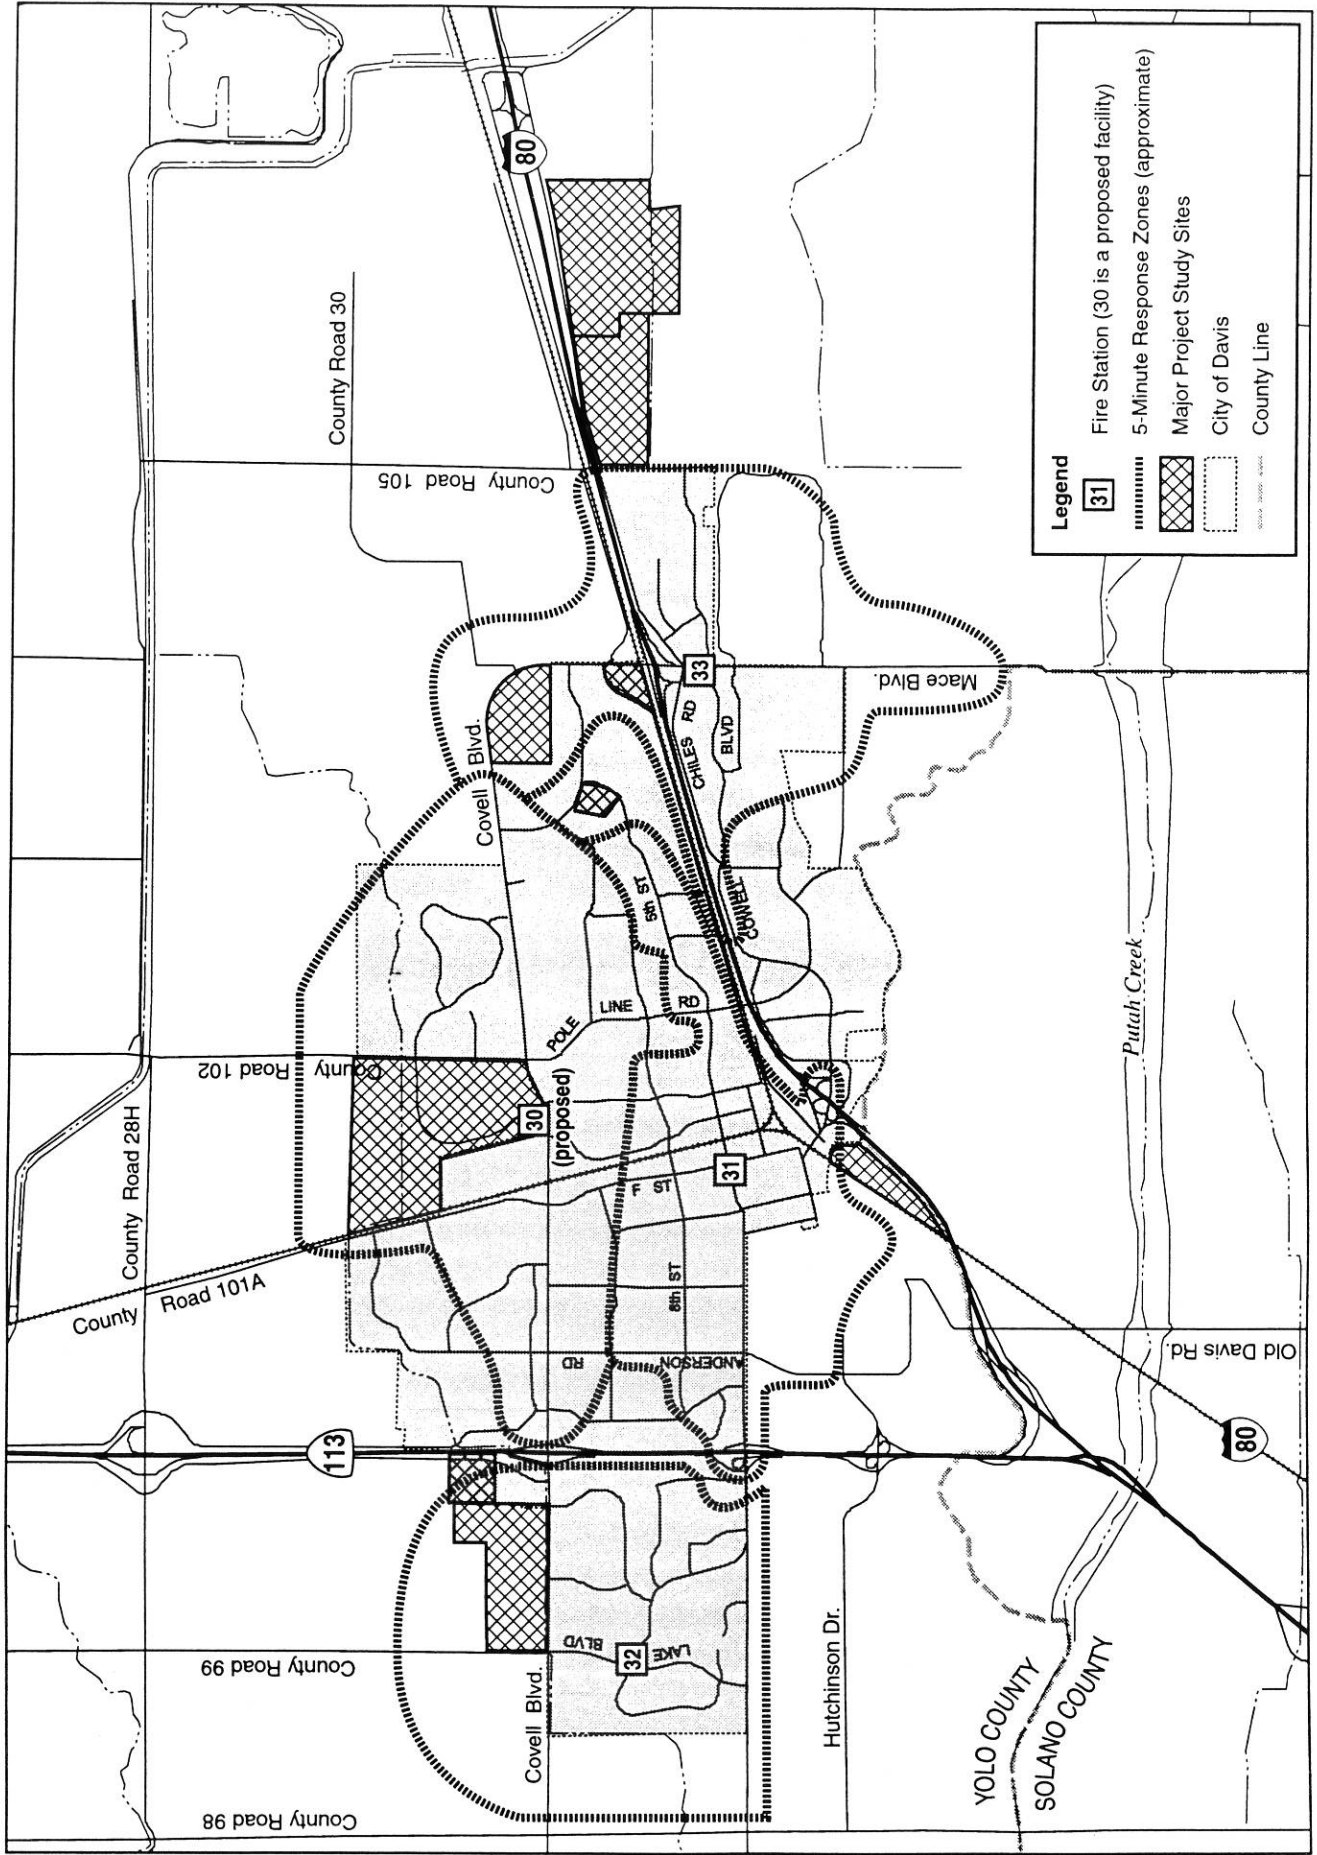 80
County Road 30
County Road 105
County Road 28H
County Road 102
County Road 101A
113
County Road 99
County Road 98
Covell Blvd.
Covell Blvd.
POLE LINE RD
5th ST
8th ST
F ST
ANDERSON RD
30
(proposed)
31
32
33
LAKE BLVD
CHILES RD
COWELL BLVD
Mace Blvd.
Hutchinson Dr.
Old Davis Rd.
80
Putah Creek
YOLO COUNTY
SOLANO COUNTY
Legend
31 Fire Station (30 is a proposed facility)
5-Minute Response Zones (approximate)
Major Project Study Sites
City of Davis
County Line